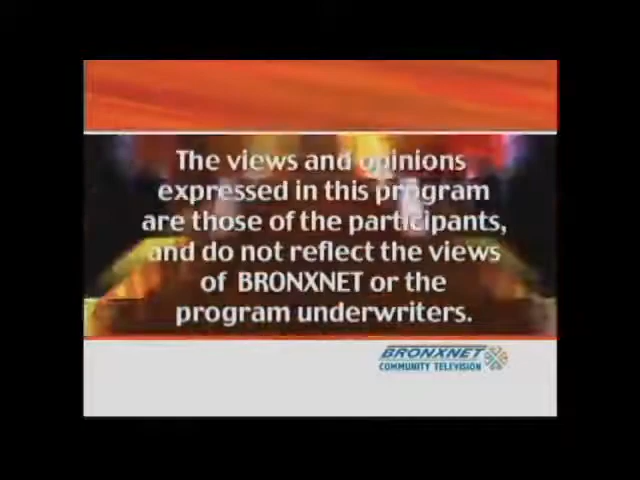 The views and opinions
expressed in this program
are those of the participants,
and do not reflect the views
of BRONXNET or the
program underwriters.
BRONXNET
COMMUNITY TELEVISION